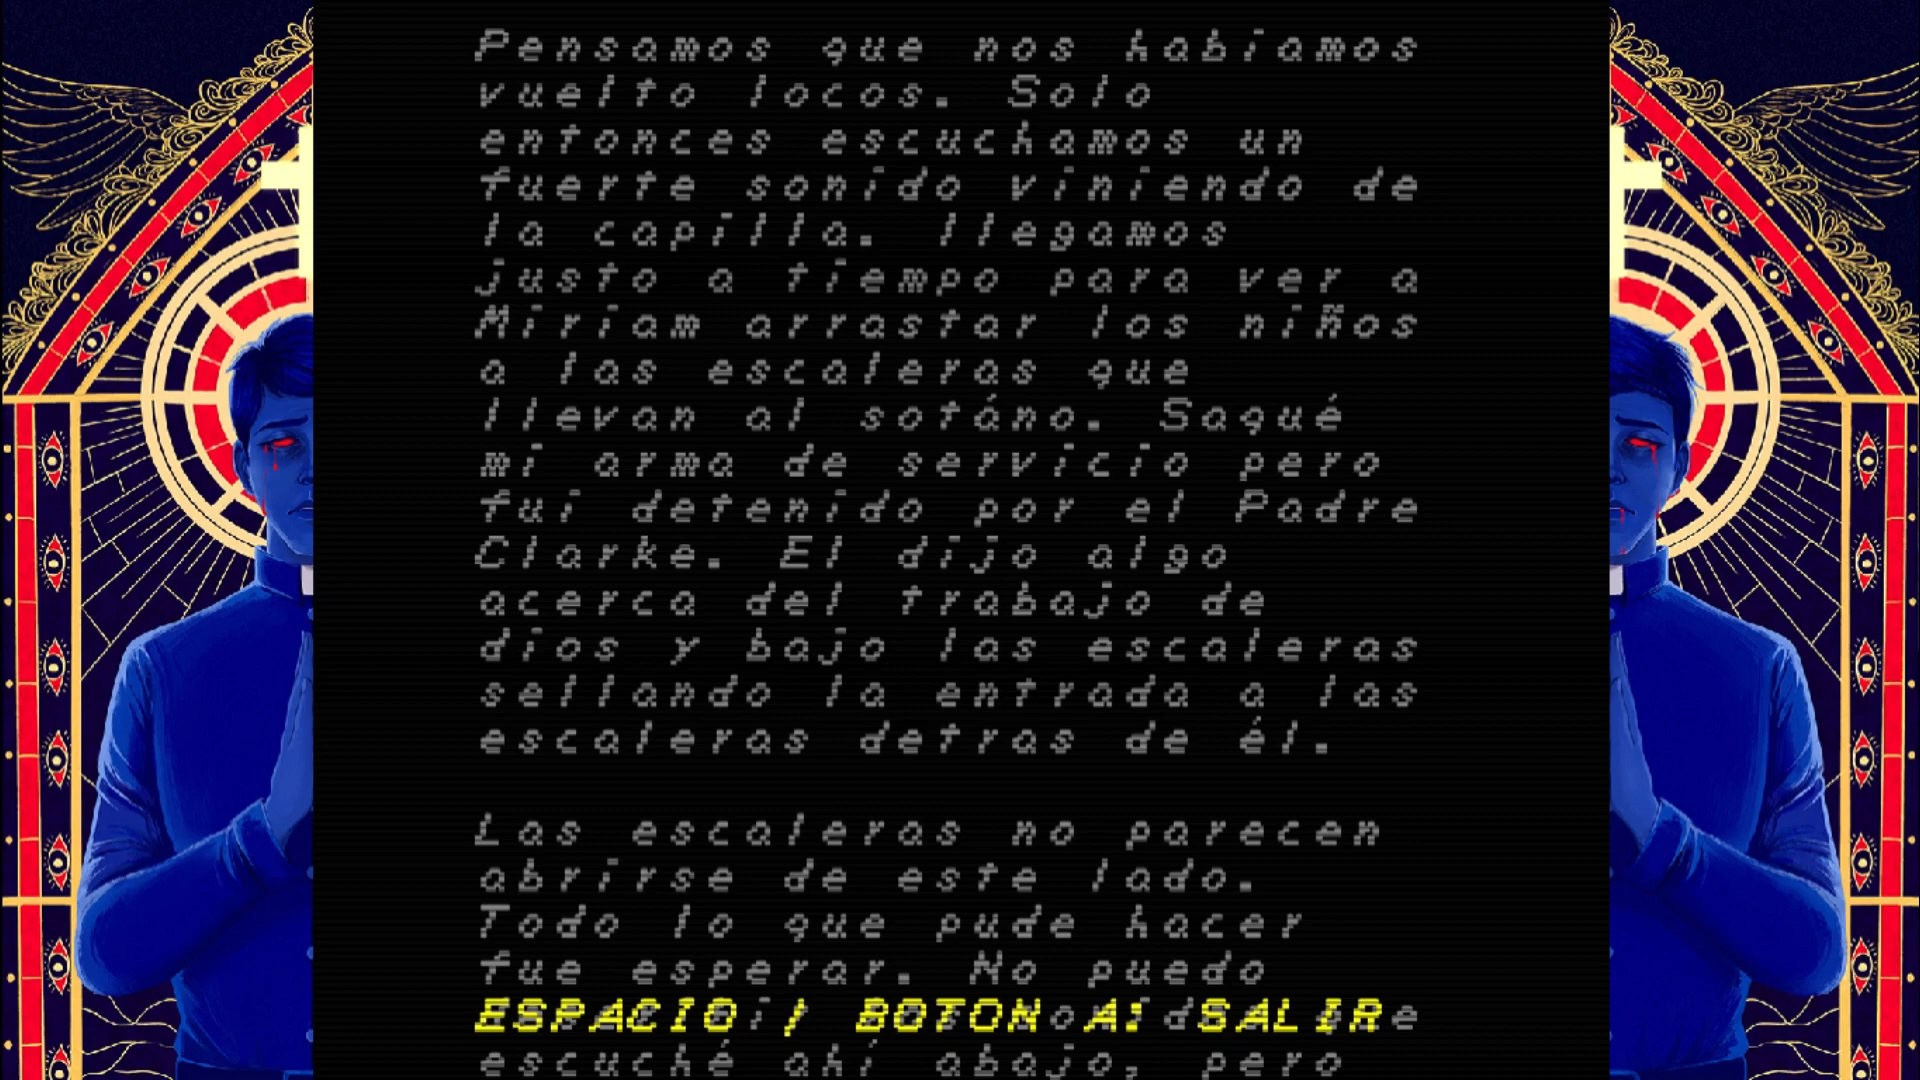 Pensamos que nos habíamos
vuelto locos. Solo
entonces escuchamos un
fuerte sonido viniendo de
la capilla. llegamos
justo a tiempo para ver a
Miriam arrastar los niños
a las escaleras que
llevan al sotáno. Saqué
mi arma de servicio pero
fui detenido por el Padre
Clarke. El dijo algo
acerca del trabajo de
dios y bajo las escaleras
sellando la entrada a las
escaleras detras de él.
Las escaleras no parecen
abrirse de este lado.
Todo lo que pude hacer
fue esperar. No puedo
ESPACIO / BOTON A: SALIR
escuché ahí abajo, pero